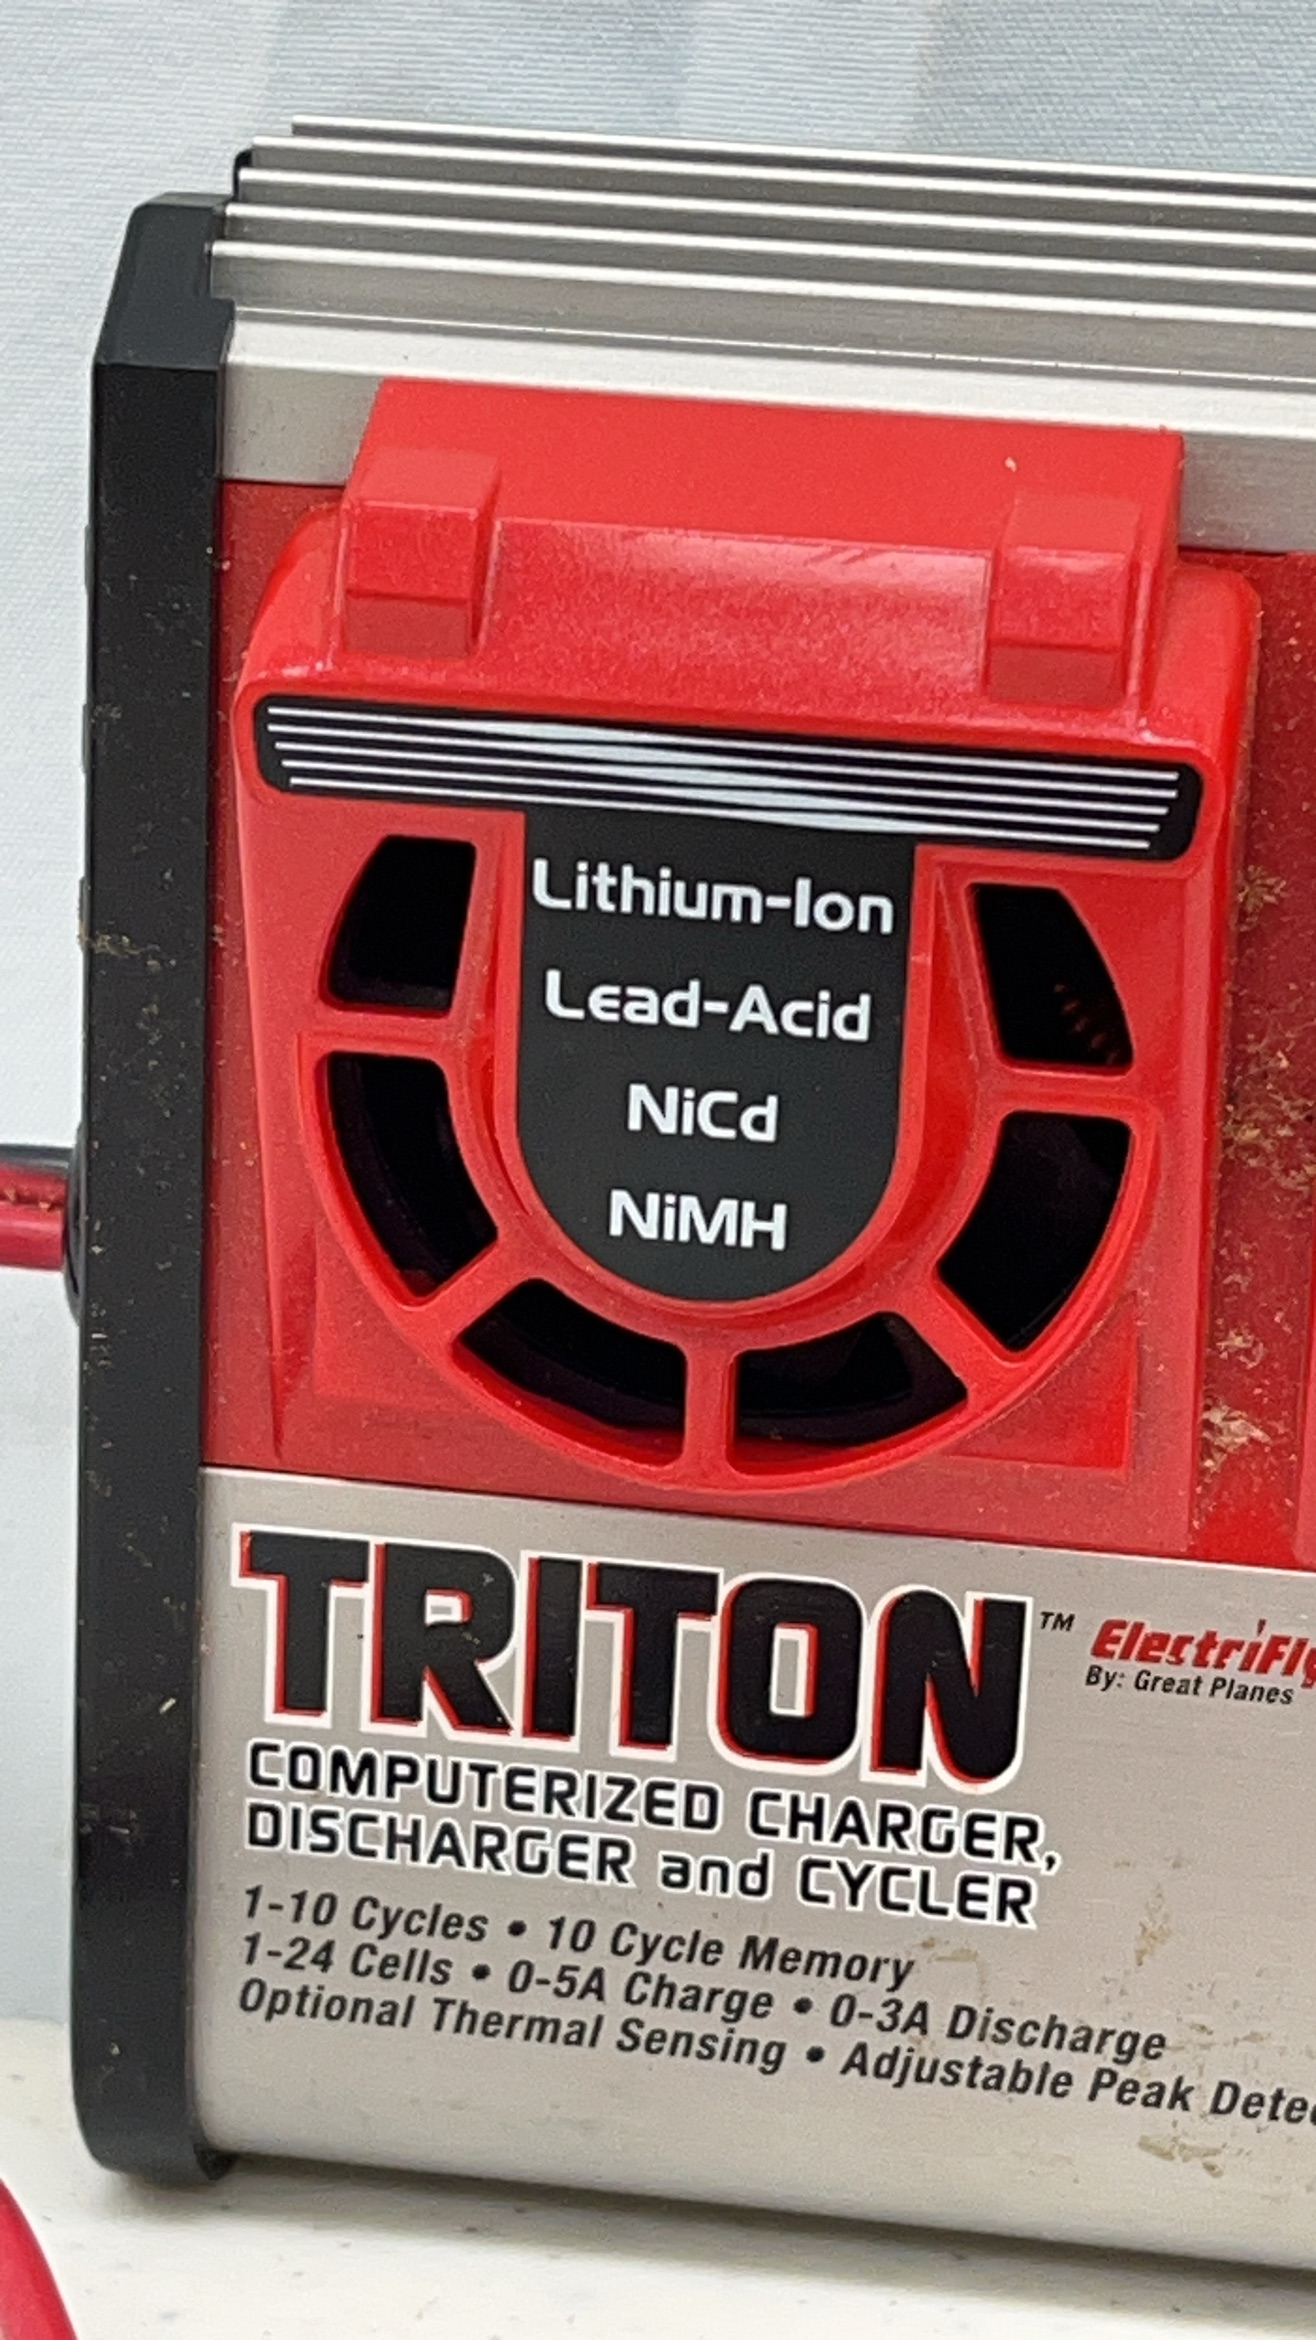 Lithium-Ion
Lead-Acid
NiCd
NiMH
TRITON™
ElectriFly
By: Great Planes
COMPUTERIZED CHARGER,
DISCHARGER and CYCLER
1-10 Cycles • 10 Cycle Memory
1-24 Cells • 0-5A Charge • 0-3A Discharge
Optional Thermal Sensing • Adjustable Peak